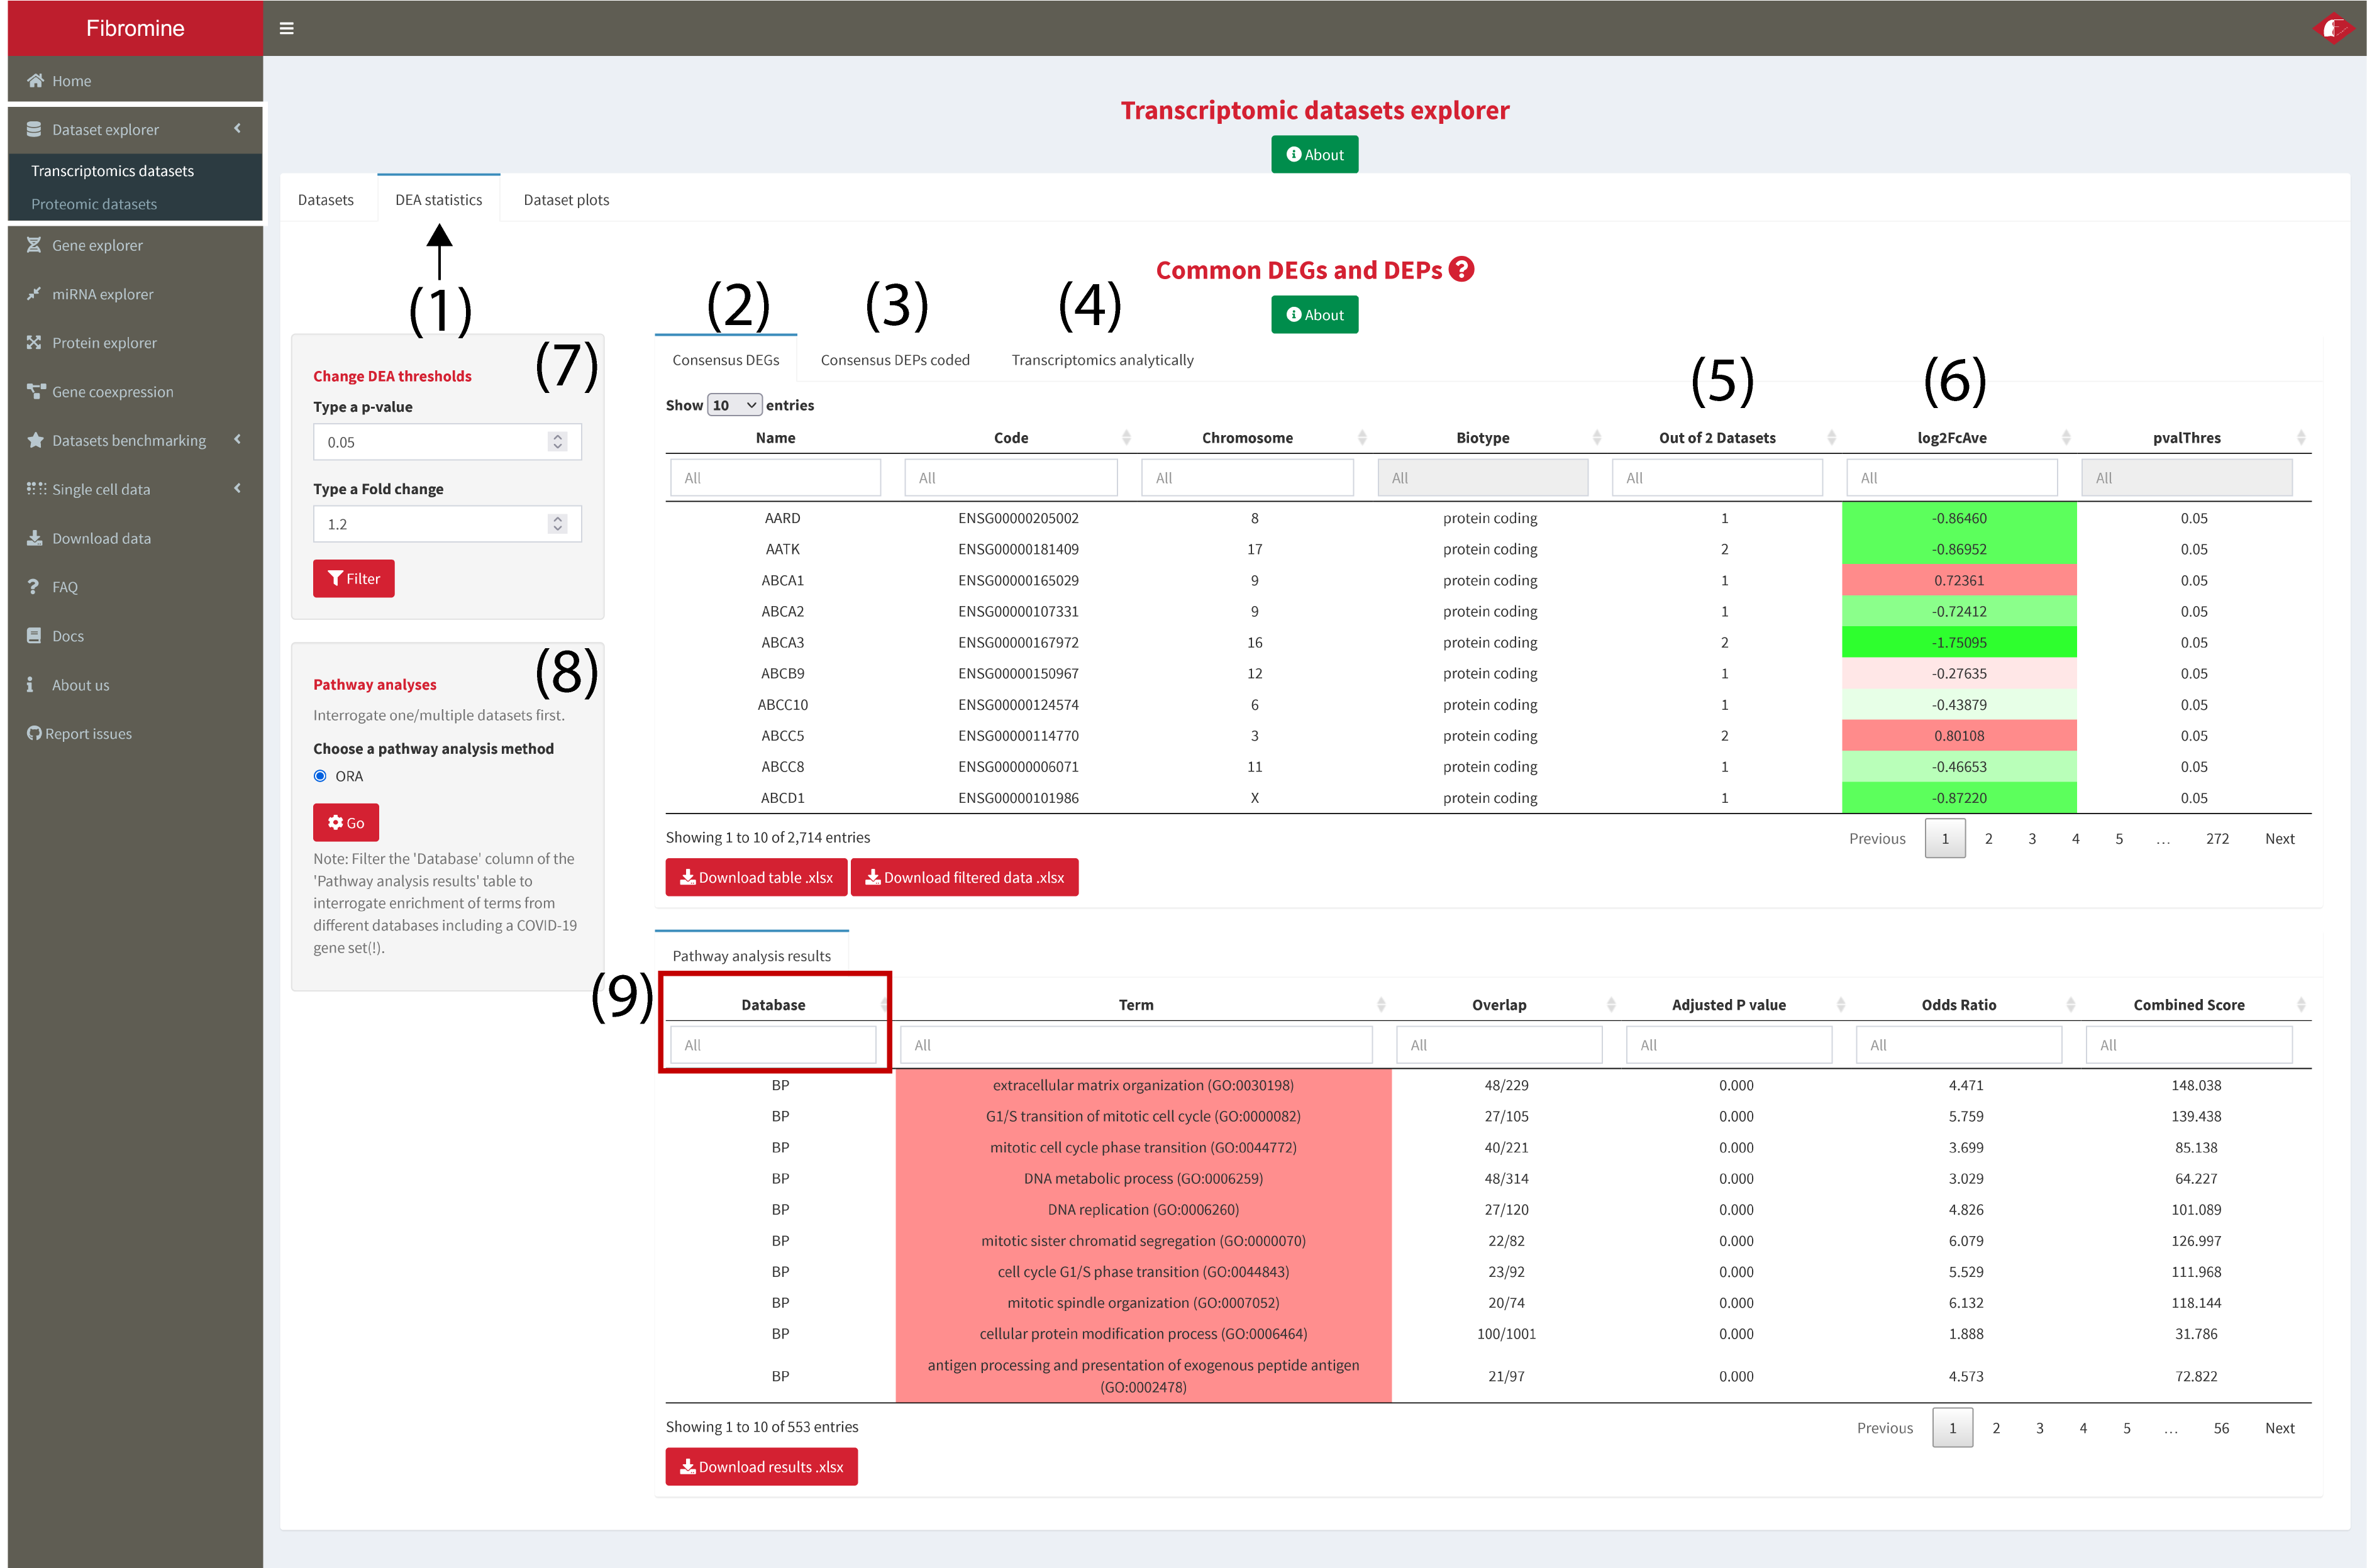 Fibromine
Home
Dataset explorer
Transcriptomics datasets
Proteomic datasets
Gene explorer
miRNA explorer
Protein explorer
Gene coexpression
Datasets benchmarking
Single cell data
Download data
FAQ
Docs
About us
Report issues
Transcriptomic datasets explorer
About
Datasets DEA statistics Dataset plots
Common DEGs and DEPs
About
(1)
(2) (3) (4)
(7)
Change DEA thresholds
Type a p-value
0.05
Type a Fold change
1.2
Filter
(8)
Pathway analyses
Interrogate one/multiple datasets first.
Choose a pathway analysis method
ORA
Go
Note: Filter the 'Database' column of the
'Pathway analysis results' table to
interrogate enrichment of terms from
different databases including a COVID-19
gene set(!).
Consensus DEGs Consensus DEPs coded Transcriptomics analytically
(5) (6)
Show 10 entries
Name Code Chromosome Biotype Out of 2 Datasets log2FcAve pvalThres
All All All All All All All
AARD ENSG00000205002 8 protein coding 1 -0.86460 0.05
AATK ENSG00000181409 17 protein coding 2 -0.86952 0.05
ABCA1 ENSG00000165029 9 protein coding 1 0.72361 0.05
ABCA2 ENSG00000107331 9 protein coding 1 -0.72412 0.05
ABCA3 ENSG00000167972 16 protein coding 2 -1.75095 0.05
ABCB9 ENSG00000150967 12 protein coding 1 -0.27635 0.05
ABCC10 ENSG00000124574 6 protein coding 1 -0.43879 0.05
ABCC5 ENSG00000114770 3 protein coding 2 0.80108 0.05
ABCC8 ENSG00000006071 11 protein coding 1 -0.46653 0.05
ABCD1 ENSG00000101986 X protein coding 1 -0.87220 0.05
Showing 1 to 10 of 2,714 entries
Previous 1 2 3 4 5 … 272 Next
Download table .xlsx Download filtered data .xlsx
Pathway analysis results
(9)
Database Term Overlap Adjusted P value Odds Ratio Combined Score
All All All All All All
BP extracellular matrix organization (GO:0030198) 48/229 0.000 4.471 148.038
BP G1/S transition of mitotic cell cycle (GO:0000082) 27/105 0.000 5.759 139.438
BP mitotic cell cycle phase transition (GO:0044772) 40/221 0.000 3.699 85.138
BP DNA metabolic process (GO:0006259) 48/314 0.000 3.029 64.227
BP DNA replication (GO:0006260) 27/120 0.000 4.826 101.089
BP mitotic sister chromatid segregation (GO:0000070) 22/82 0.000 6.079 126.997
BP cell cycle G1/S phase transition (GO:0044843) 23/92 0.000 5.529 111.968
BP mitotic spindle organization (GO:0007052) 20/74 0.000 6.132 118.144
BP cellular protein modification process (GO:0006464) 100/1001 0.000 1.888 31.786
BP antigen processing and presentation of exogenous peptide antigen
(GO:0002478) 21/97 0.000 4.573 72.822
Showing 1 to 10 of 553 entries
Previous 1 2 3 4 5 … 56 Next
Download results .xlsx